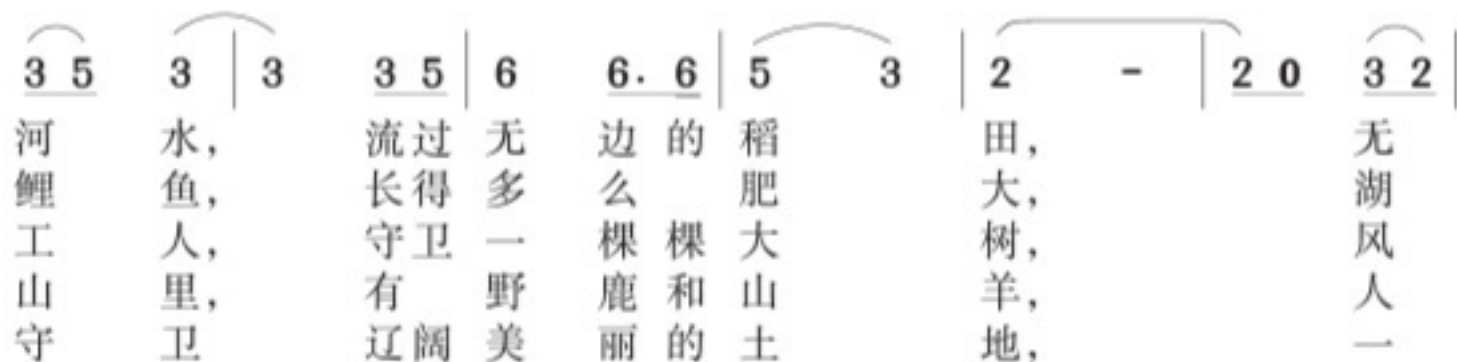 3 5 3 | 3 3 5 | 6 6. 6 | 5 3 | 2 - | 2 0 3 2 |
河 水， 流过 无 边 的 稻 田， 无
鲤 鱼， 长得 多 么 肥 大， 湖
工 人， 守卫 一 棵 棵 大 树， 风
山 里， 有 野 鹿 和 山 羊， 人
守 卫 辽阔 美 丽 的 土 地， 一